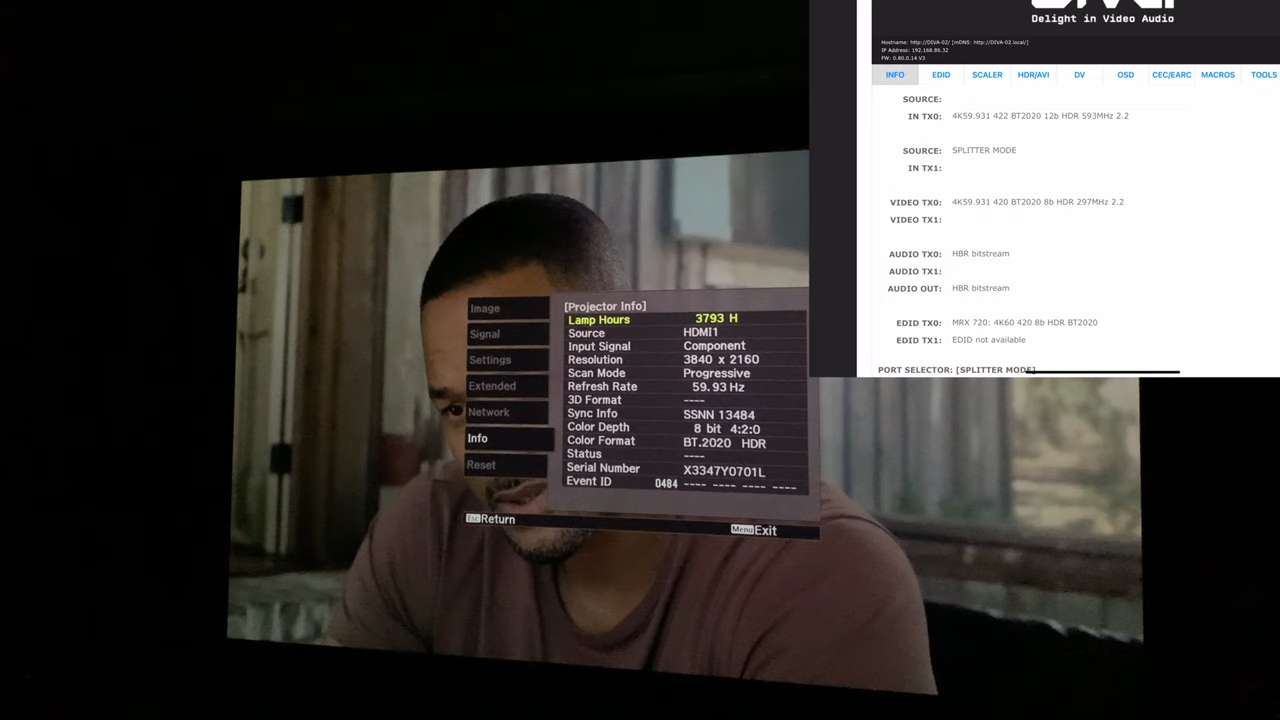 Delight in Video Audio
Hostname: http://DIVA-02/ [mDNS: http://DIVA-02.local/]
IP Address: 192.168.86.32
FW: 0.80.0.14 V3
INFO EDID SCALER HDR/AVI DV OSD CEC/EARC MACROS TOOLS
SOURCE:
IN TX0: 4K59.931 422 BT2020 12b HDR 593MHz 2.2
SOURCE: SPLITTER MODE
IN TX1:
VIDEO TX0: 4K59.931 420 BT2020 8b HDR 297MHz 2.2
VIDEO TX1:
AUDIO TX0: HBR bitstream
AUDIO TX1:
AUDIO OUT: HBR bitstream
EDID TX0: MRX 720: 4K60 420 8b HDR BT2020
EDID TX1: EDID not available
PORT SELECTOR: [SPLITTER MODE]
Image
Signal
Settings
Extended
Network
Info
Reset
[Projector Info]
Lamp Hours 3793 H
Source HDMI1
Input Signal Component
Resolution 3840 x 2160
Scan Mode Progressive
Refresh Rate 59.93 Hz
3D Format ----
Sync Info SSNN 13484
Color Depth 8 bit 4:2:0
Color Format BT.2020 HDR
Status ----
Serial Number X3347Y0701L
Event ID 0484 ---- ---- ---- ----
Esc Return
Menu Exit